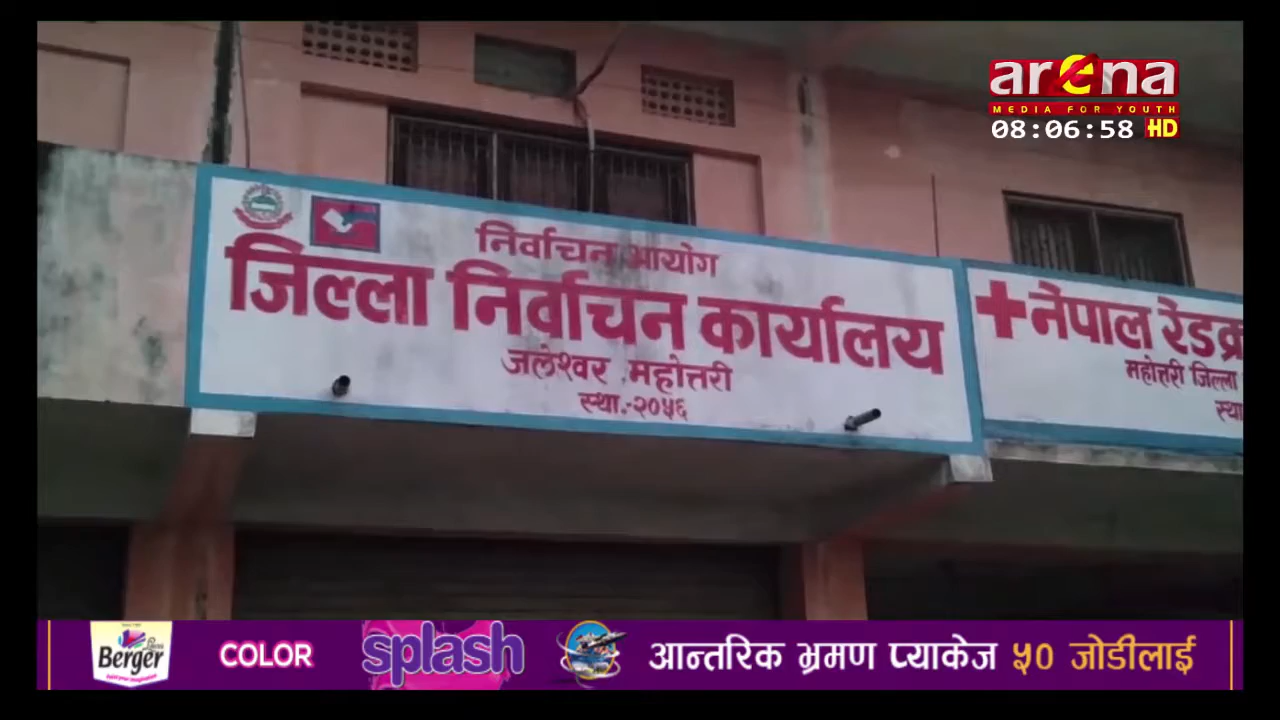 arena
MEDIA FOR YOUTH
08:06:58 HD
निर्वाचन आयोग
जिल्ला निर्वाचन कार्यालय
जलेश्वर महोत्तरी
स्था.-२०५६
नेपाल रेडक्र
महोत्तरी जिल्ला
स्था
Berger
COLOR
splash
आन्तरिक भ्रमण प्याकेज ५० जोडीलाई